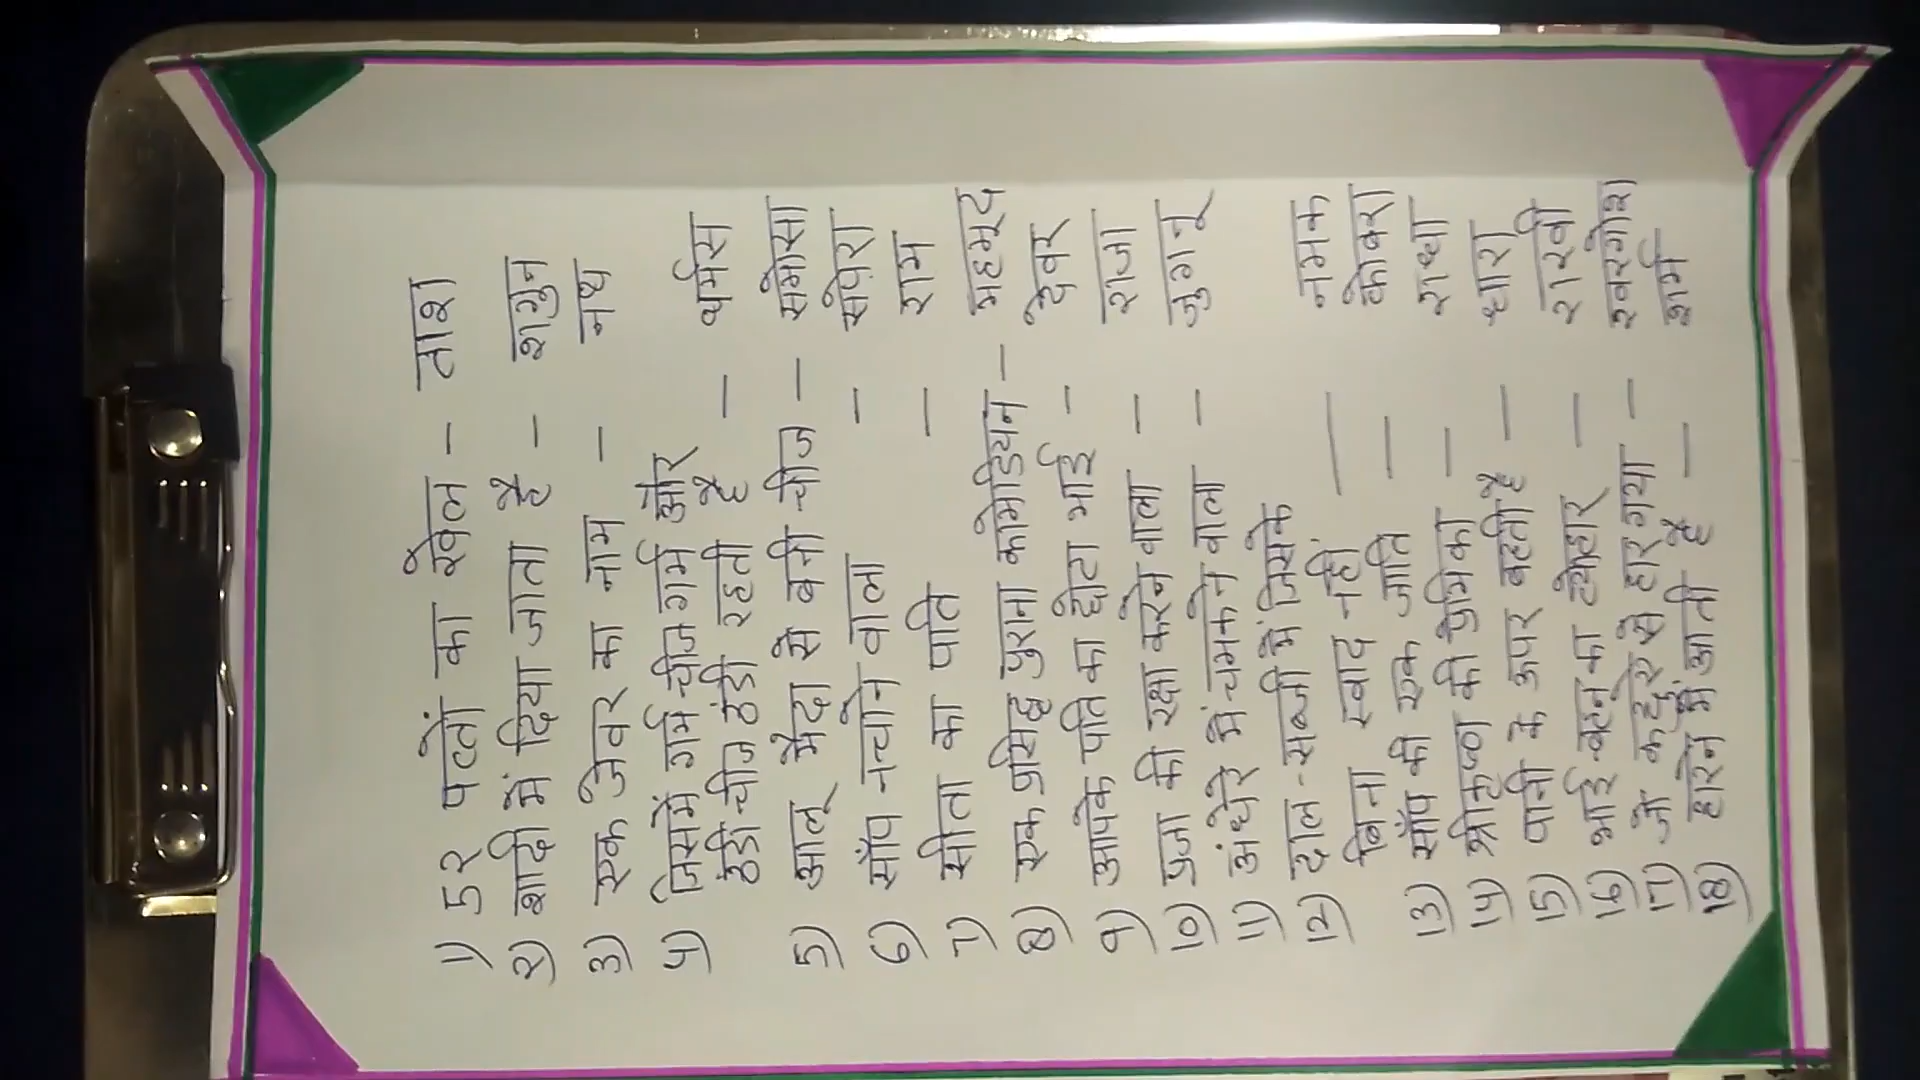 1) 52 पत्तों का खेल - ताश
2) शादी में दिया जाता है - शगुन
3) एक जेवर का नाम - नथ
4) जिसमें गर्म चीज गर्म और
ठंडी चीज ठंडी रहती है - थर्मस
5) आलू मैदा से बनी चीज - समोसा
6) साँप नचाने वाला - सपेरा
7) सीता का पति - राम
8) एक प्रसिद्ध पुराना कॉमेडियन - महमूद
9) आपके पति का छोटा भाई - देवर
10) प्रजा की रक्षा करने वाला - राजा
11) अंधेरे में चमकने वाला - जुगनू
12) दाल-सब्जी में जिसके
बिना स्वाद नहीं - नमक
13) साँप की एक जाति - कोबरा
14) श्रीकृष्ण की प्रेमिका - राधा
15) पानी के ऊपर बहती है - धारा
16) भाई-बहन का त्योहार - राखी
17) जो कछुए से हार गया - खरगोश
18) हारने में आती है - शर्म